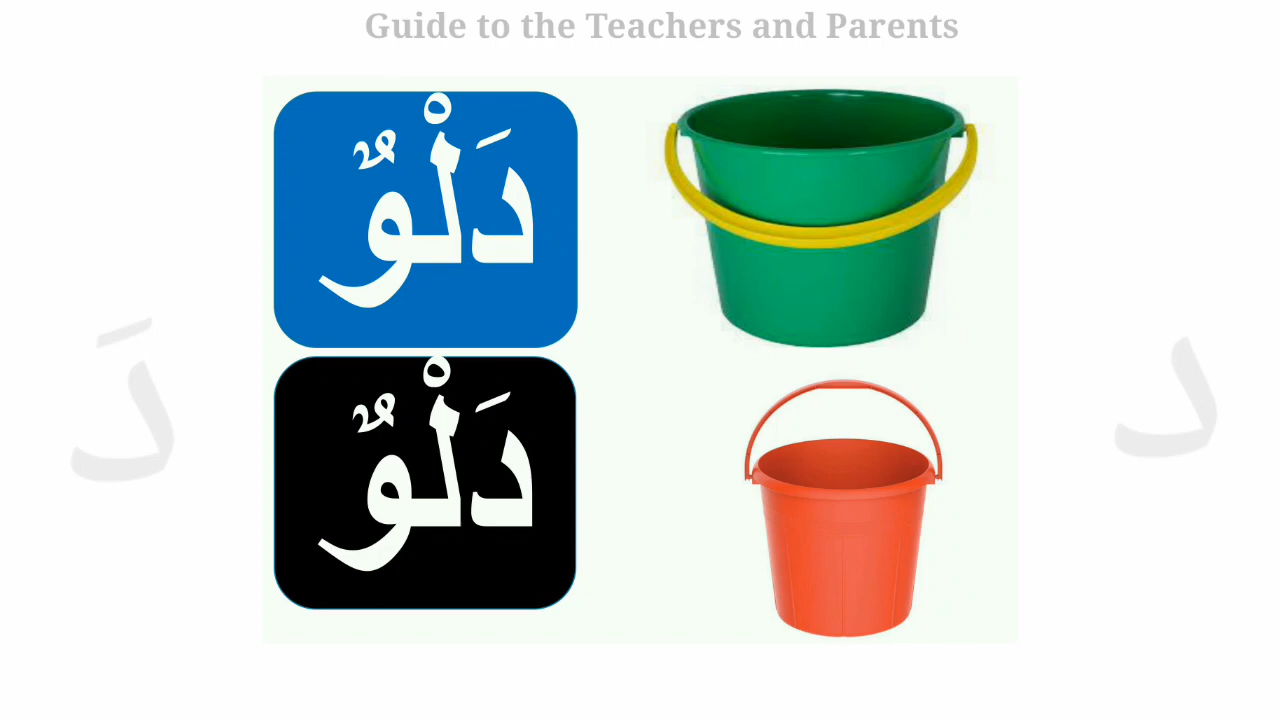 Guide to the Teachers and Parents
دَلْوٌ
دَلْوٌ
دَ
د